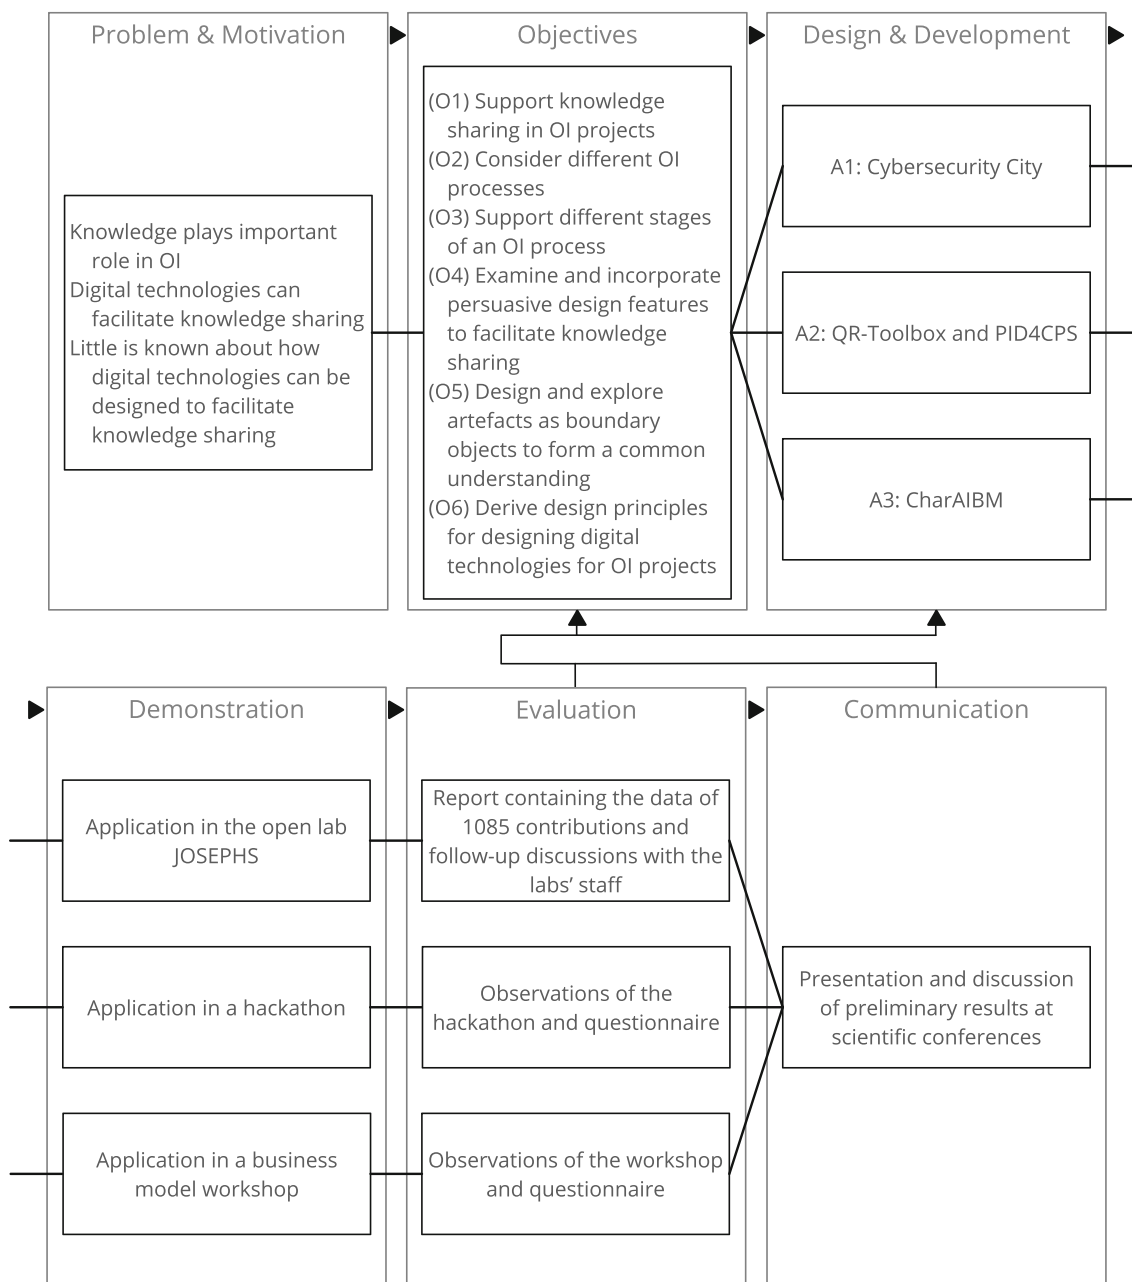 Problem & Motivation
Knowledge plays important
role in OI
Digital technologies can
facilitate knowledge sharing
Little is known about how
digital technologies can be
designed to facilitate
knowledge sharing
Objectives
(O1) Support knowledge
sharing in OI projects
(O2) Consider different OI
processes
(O3) Support different stages
of an OI process
(O4) Examine and incorporate
persuasive design features
to facilitate knowledge
sharing
(O5) Design and explore
artefacts as boundary
objects to form a common
understanding
(O6) Derive design principles
for designing digital
technologies for OI projects
Design & Development
A1: Cybersecurity City
A2: QR-Toolbox and PID4CPS
A3: CharAIBM
Demonstration
Application in the open lab
JOSEPHS
Application in a hackathon
Application in a business
model workshop
Evaluation
Report containing the data of
1085 contributions and
follow-up discussions with the
labs’ staff
Observations of the
hackathon and questionnaire
Observations of the workshop
and questionnaire
Communication
Presentation and discussion
of preliminary results at
scientific conferences